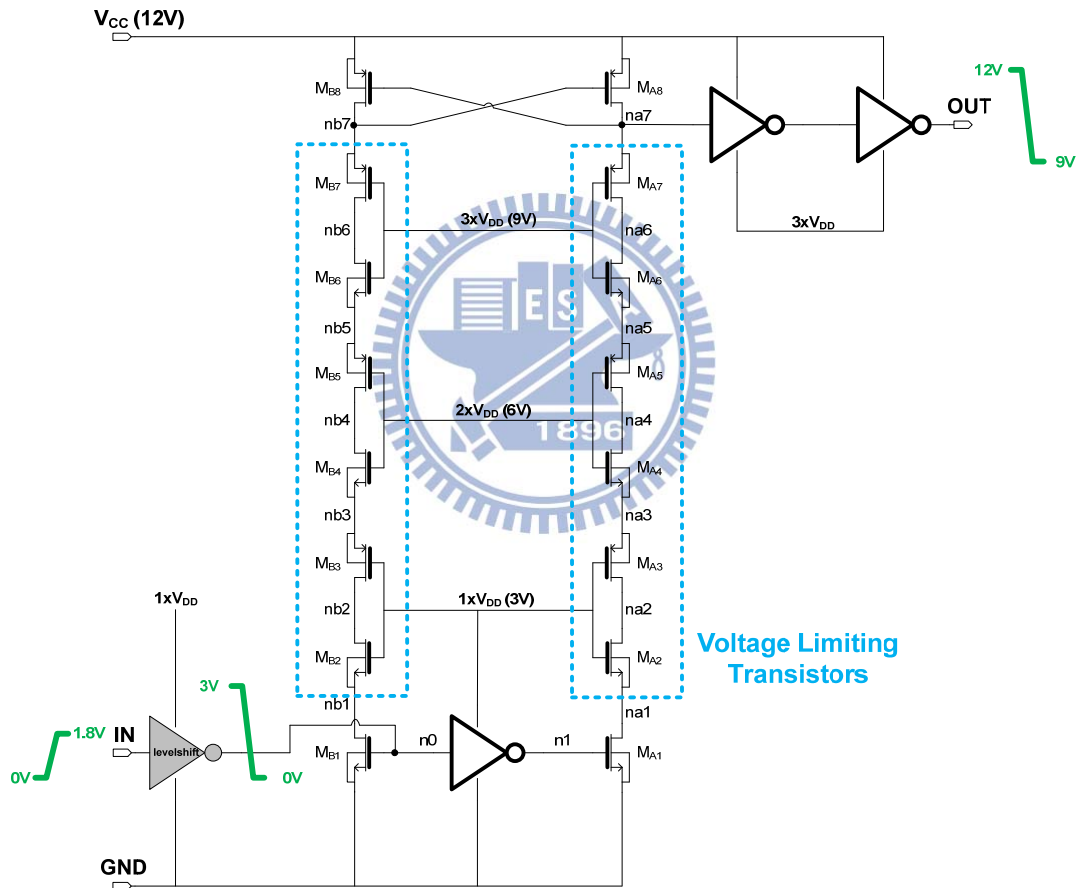 VCC (12V)
MB8
MA8
12V
OUT
9V
nb7
na7
MB7
MA7
3xVDD (9V)
3xVDD
nb6
na6
MB6
MA6
ES
nb5
na5
MB5
MA5
2xVDD (6V)
nb4
na4
1896
MB4
MA4
nb3
na3
MB3
MA3
1xVDD
1xVDD (3V)
nb2
na2
MB2
MA2
Voltage Limiting
Transistors
3V
nb1
na1
1.8V
IN
levelshift
n0
n1
MB1
MA1
0V
0V
GND